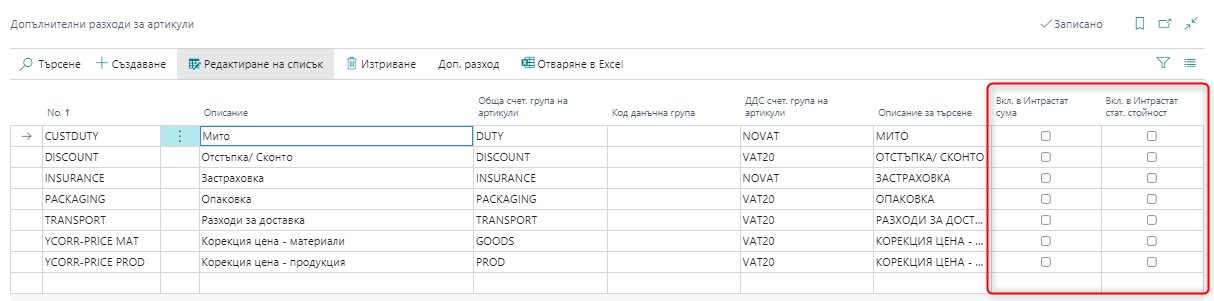 Допълнителни разходи за артикули
Записано
Търсене Създаване Редактиране на списък Изтриване Доп. разход Отваряне в Excel
No. ↑ Описание Обща счет. група на артикули Код данъчна група ДДС счет. група на артикули Описание за търсене Вкл. в Интрастат сума Вкл. в Интрастат стат. стойност
CUSTDUTY Мито DUTY NOVAT МИТО
DISCOUNT Отстъпка/ Сконто DISCOUNT VAT20 ОТСТЪПКА/ СКОНТО
INSURANCE Застраховка INSURANCE NOVAT ЗАСТРАХОВКА
PACKAGING Опаковка PACKAGING VAT20 ОПАКОВКА
TRANSPORT Разходи за доставка TRANSPORT VAT20 РАЗХОДИ ЗА ДОСТ...
YCORR-PRICE MAT Корекция цена - материали GOODS VAT20 КОРЕКЦИЯ ЦЕНА - ...
YCORR-PRICE PROD Корекция цена - продукция PROD VAT20 КОРЕКЦИЯ ЦЕНА - ...